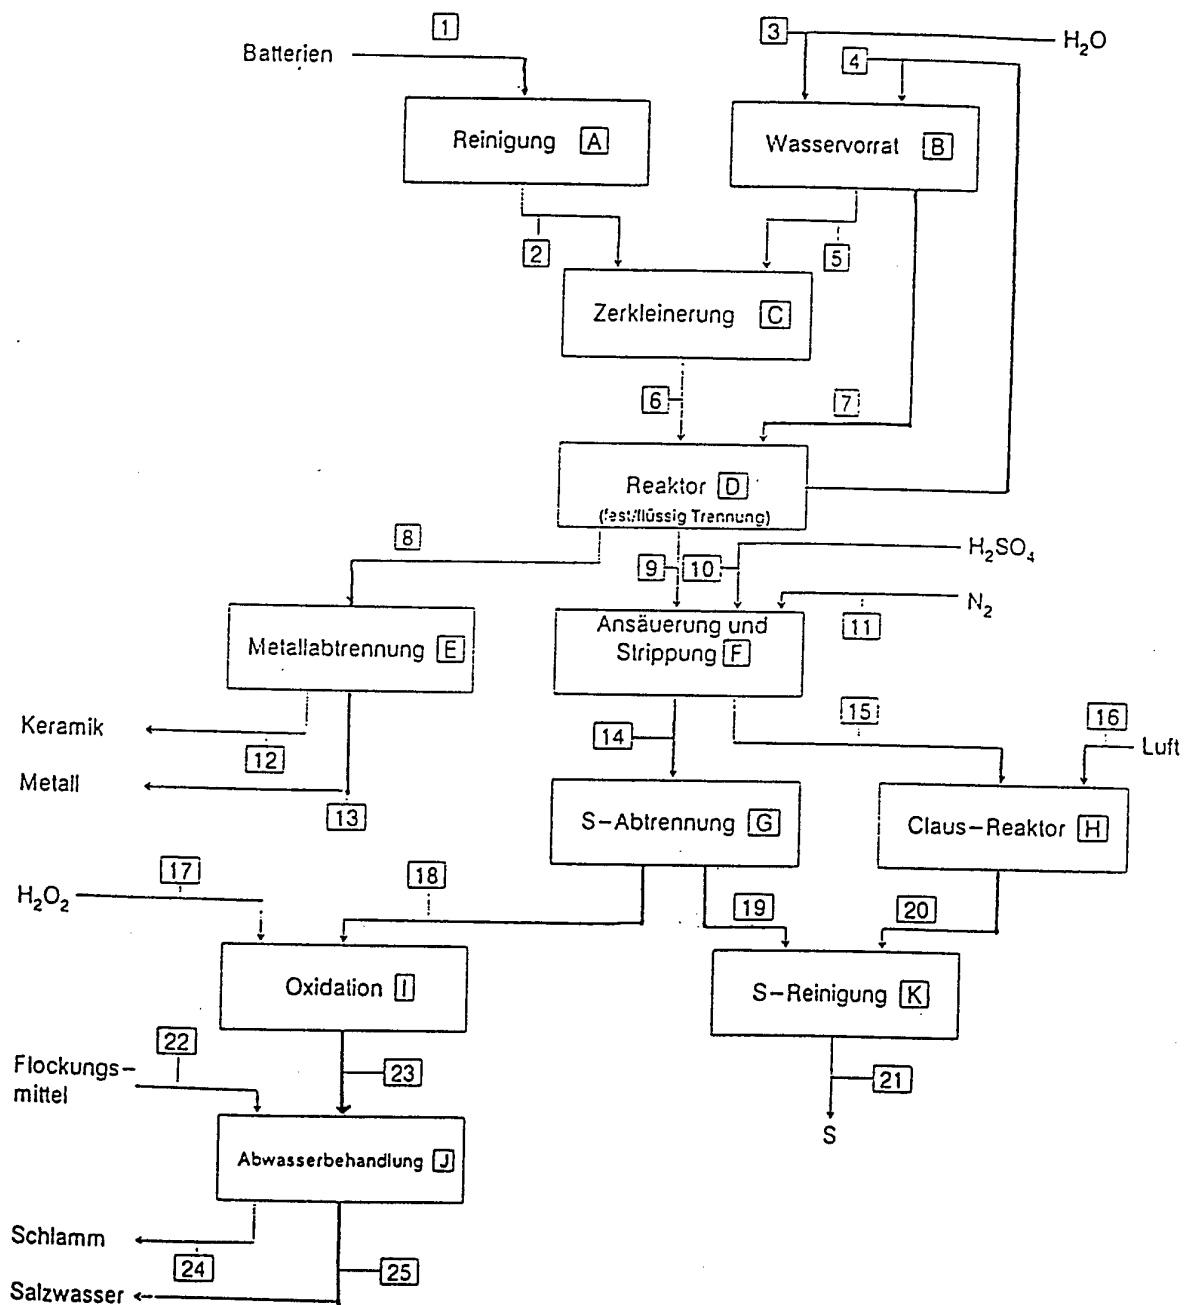 1
3
H₂O
Batterien
4
Reinigung A
Wasservorrat B
2
5
Zerkleinerung C
6
7
Reaktor D
(fest/flüssig Trennung)
8
H₂SO₄
9
10
N₂
11
Ansäuerung und
Strippung F
Metallabtrennung E
Keramik
12
14
15
16
Luft
Metall
13
S-Abtrennung G
Claus-Reaktor H
17
18
H₂O₂
19
20
Oxidation I
S-Reinigung K
22
Flockungs-
mittel
23
21
S
Abwasserbehandlung J
Schlamm
24
25
Salzwasser